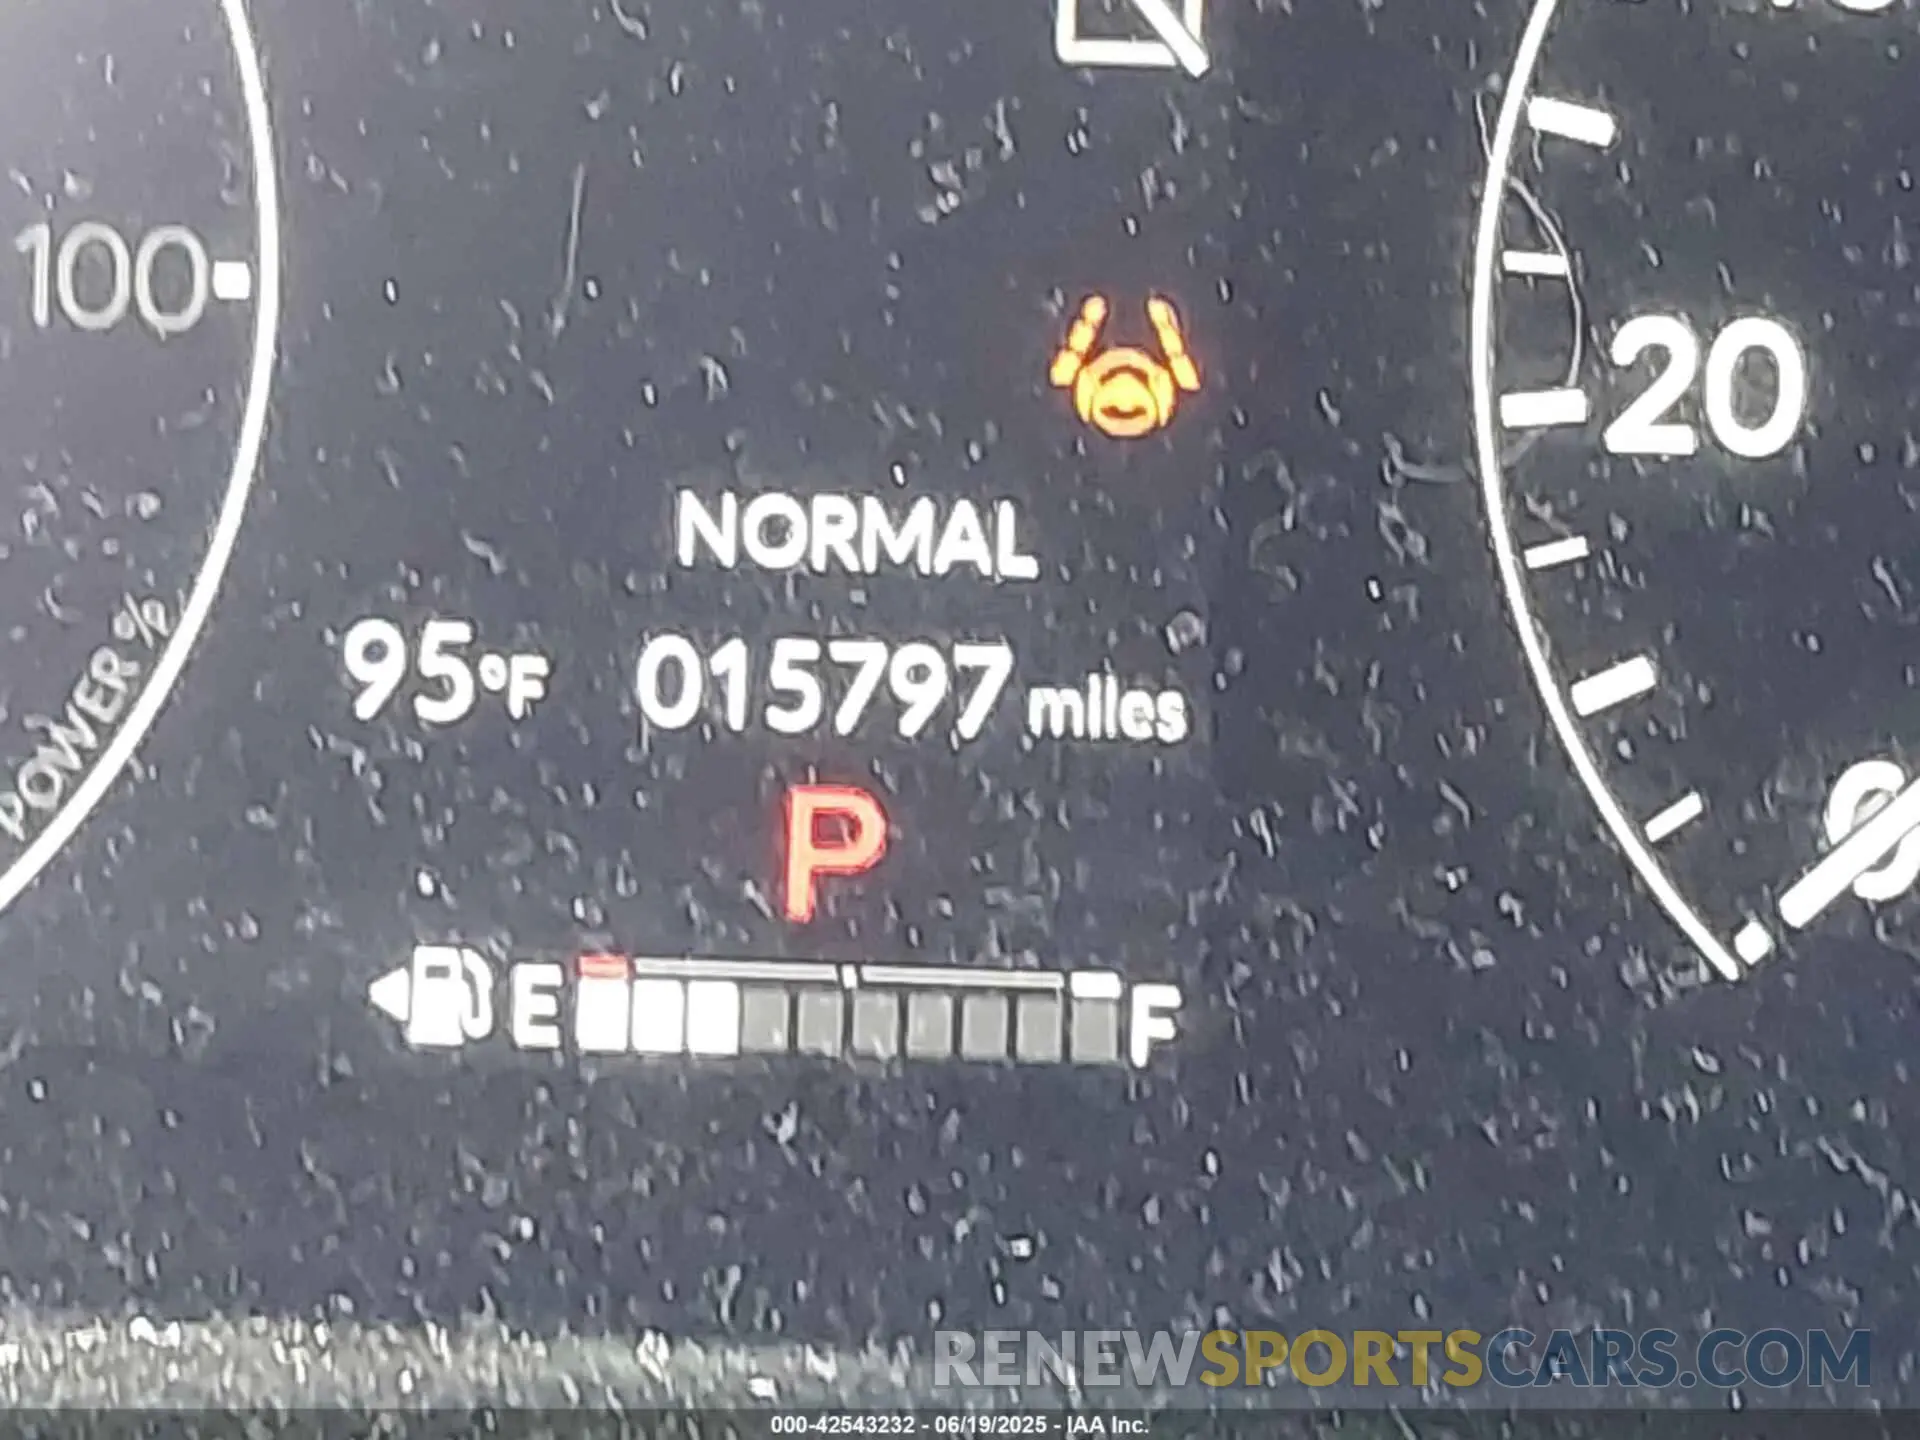 100
20
NORMAL
95°F 015797 miles
POWER %
P
E F
RENEWSPORTSCARS.COM
000-42543232 - 06/19/2025 - IAA Inc.